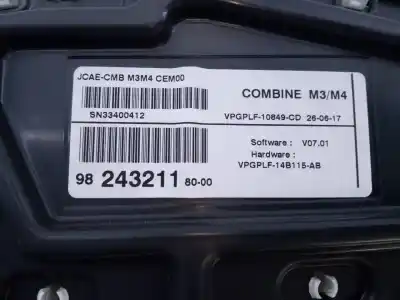 JCAE-CMB M3M4 CEM00
COMBINE M3/M4
SN33400412
VPGPLF-10849-CD 26-06-17
Software : V07.01
Hardware :
VPGPLF-14B115-AB
98 243211 80-00